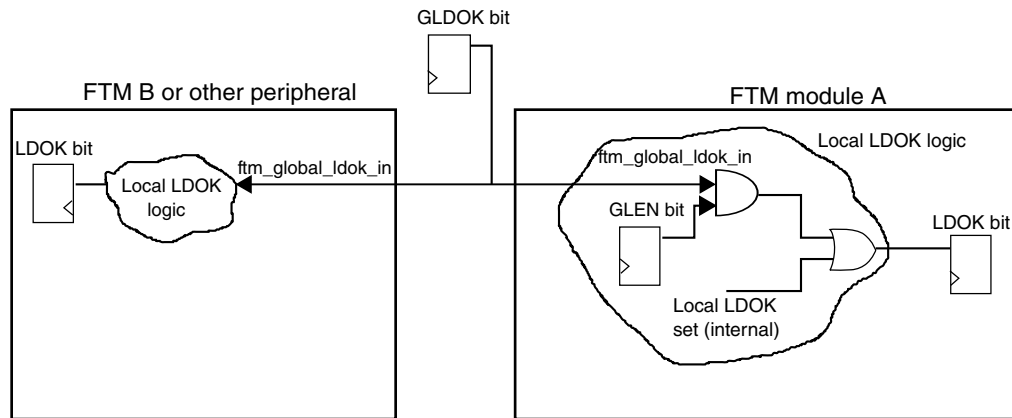 GLDOK bit
FTM B or other peripheral
FTM module A
LDOK bit
Local LDOK
logic
ftm_global_ldok_in
Local LDOK logic
ftm_global_ldok_in
GLEN bit
LDOK bit
Local LDOK
set (internal)